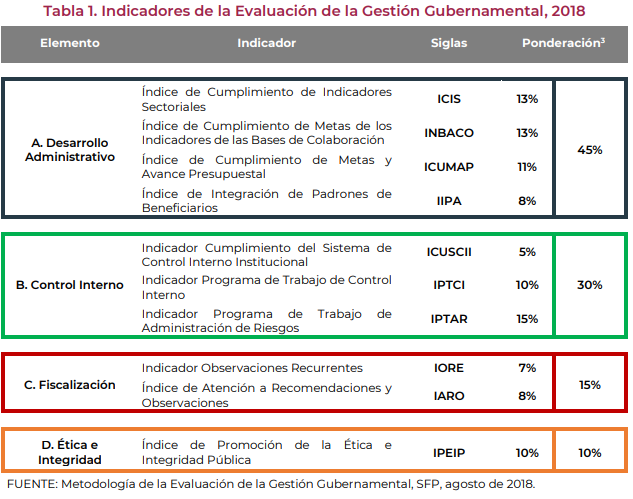 Tabla 1. Indicadores de la Evaluación de la Gestión Gubernamental, 2018
Elemento Indicador Siglas Ponderación³
A. Desarrollo Administrativo
Índice de Cumplimiento de Indicadores
Sectoriales
ICIS 13%
Índice de Cumplimiento de Metas de los
Indicadores de las Bases de Colaboración
INBACO 13%
Índice de Cumplimiento de Metas y
Avance Presupuestal
ICUMAP 11%
Índice de Integración de Padrones de
Beneficiarios
IIPA 8%
45%
B. Control Interno
Indicador Cumplimiento del Sistema de
Control Interno Institucional
ICUSCII 5%
Indicador Programa de Trabajo de Control
Interno
IPTCI 10%
Indicador Programa de Trabajo de
Administración de Riesgos
IPTAR 15%
30%
C. Fiscalización
Indicador Observaciones Recurrentes
IORE 7%
Índice de Atención a Recomendaciones y
Observaciones
IARO 8%
15%
D. Ética e
Integridad
Índice de Promoción de la Ética e
Integridad Pública
IPEIP 10%
10%
FUENTE: Metodología de la Evaluación de la Gestión Gubernamental, SFP, agosto de 2018.